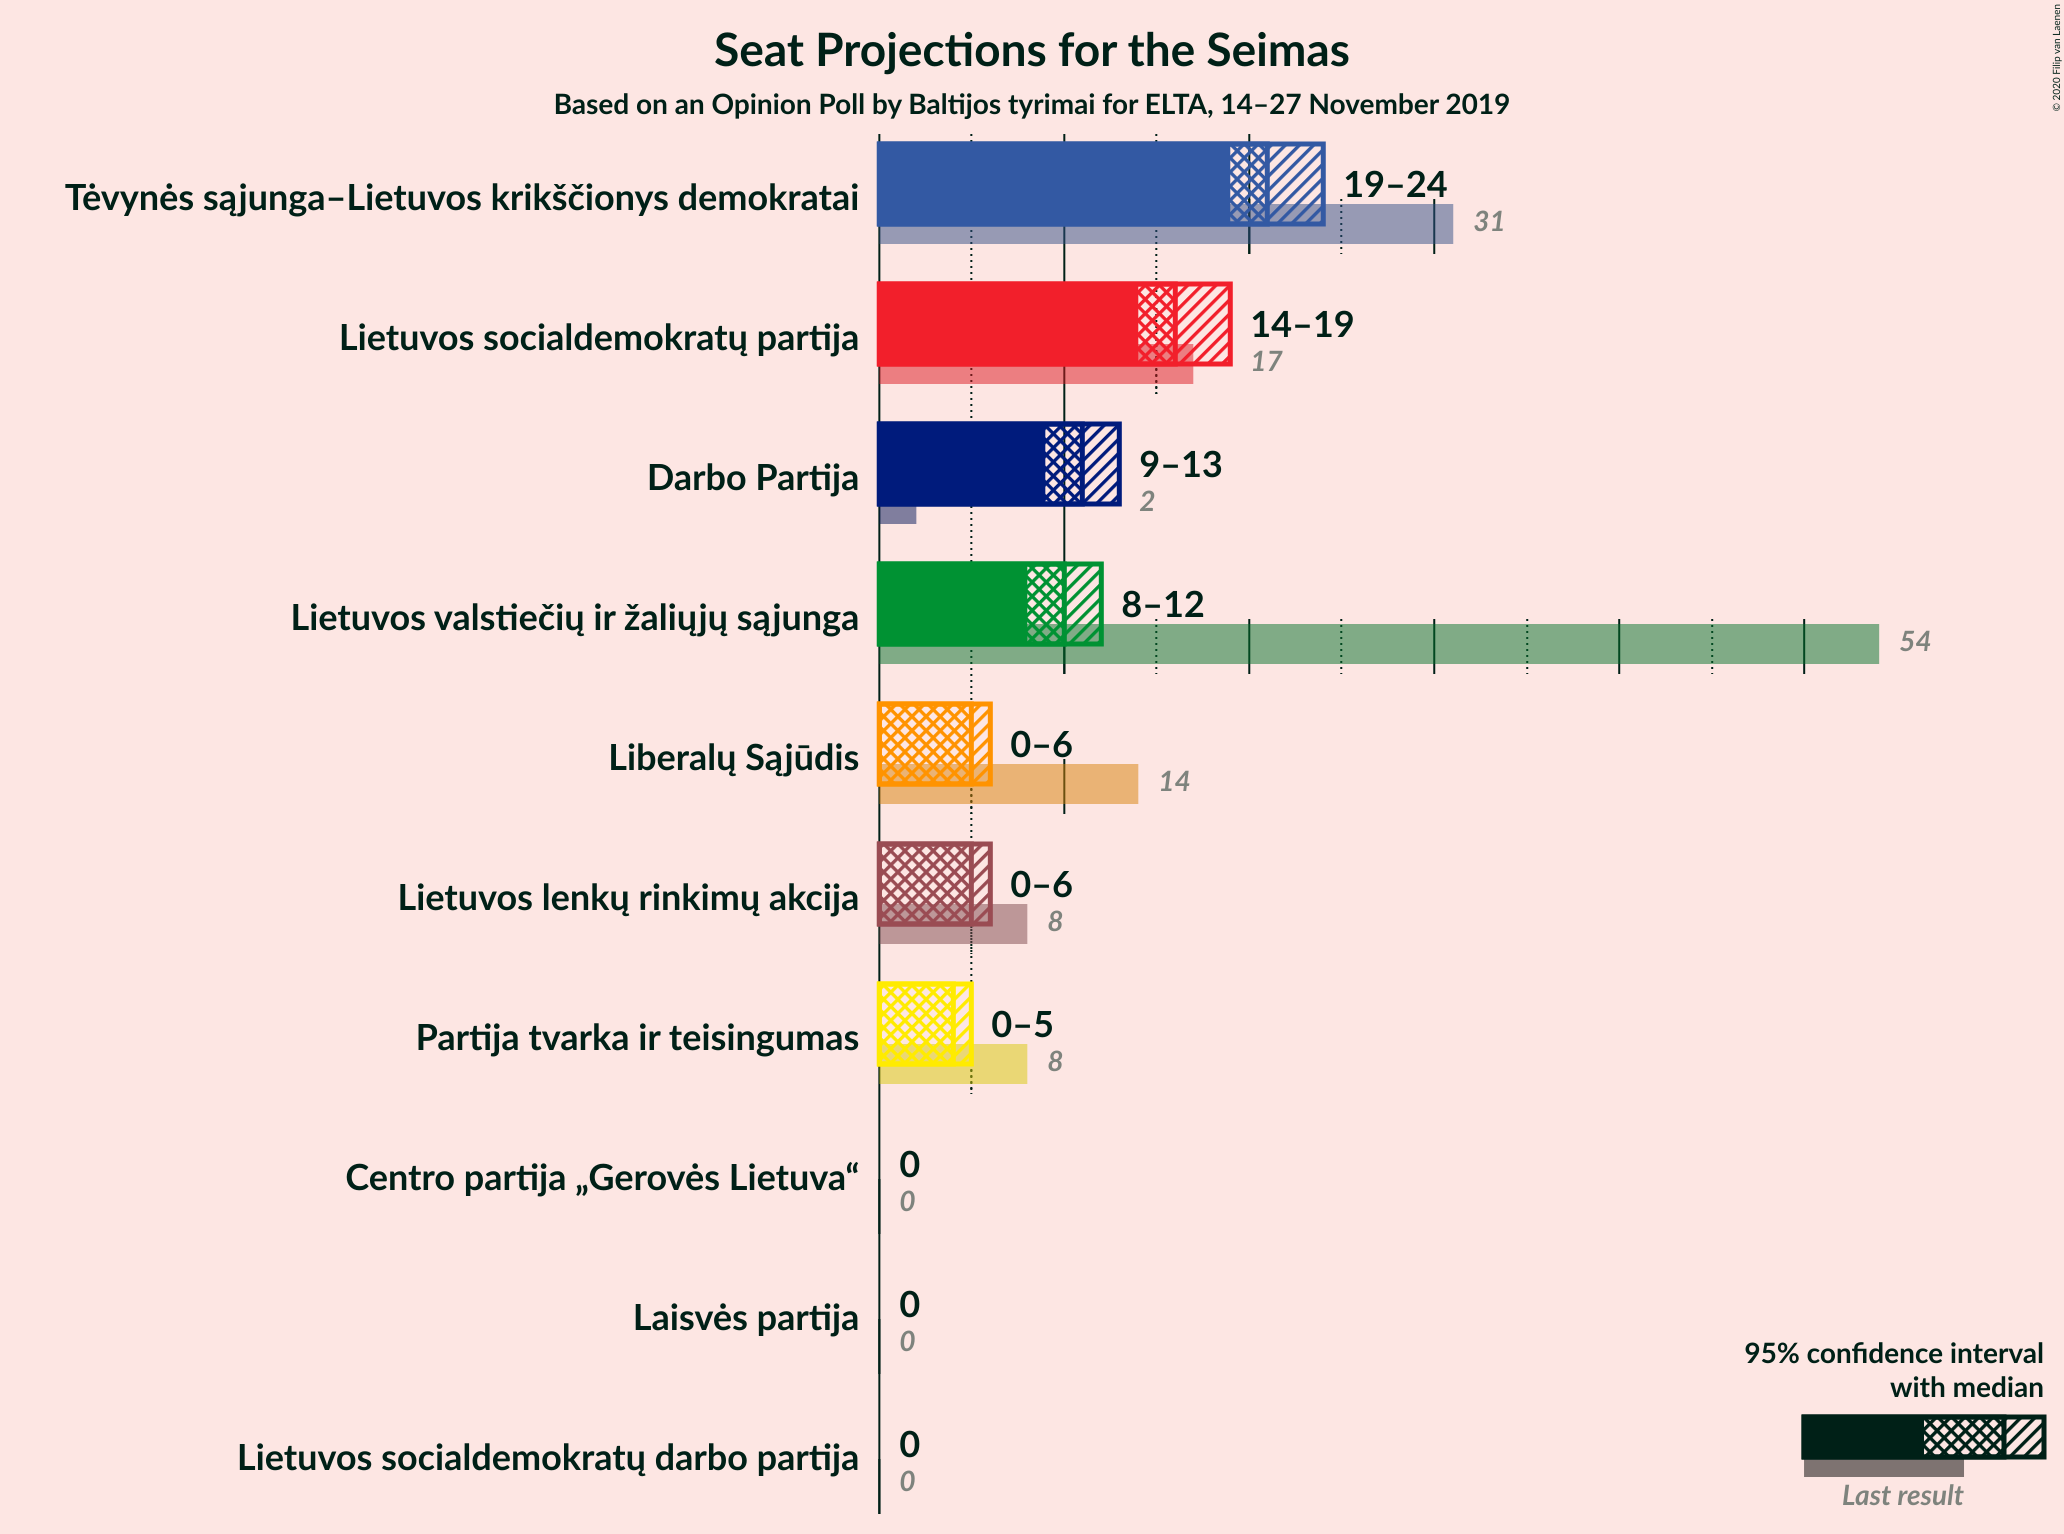 Seat Projections for the Seimas
Based on an Opinion Poll by Baltijos tyrimai for ELTA, 14–27 November 2019
© 2020 Filip van Laenen
Tėvynės sąjunga–Lietuvos krikščionys demokratai
19–24
31
Lietuvos socialdemokratų partija
14–19
17
Darbo Partija
9–13
2
Lietuvos valstiečių ir žaliųjų sąjunga
8–12
54
Liberalų Sąjūdis
0–6
14
Lietuvos lenkų rinkimų akcija
0–6
8
Partija tvarka ir teisingumas
0–5
8
Centro partija „Gerovės Lietuva“
0
0
Laisvės partija
0
0
Lietuvos socialdemokratų darbo partija
0
0
95% confidence interval
with median
Last result